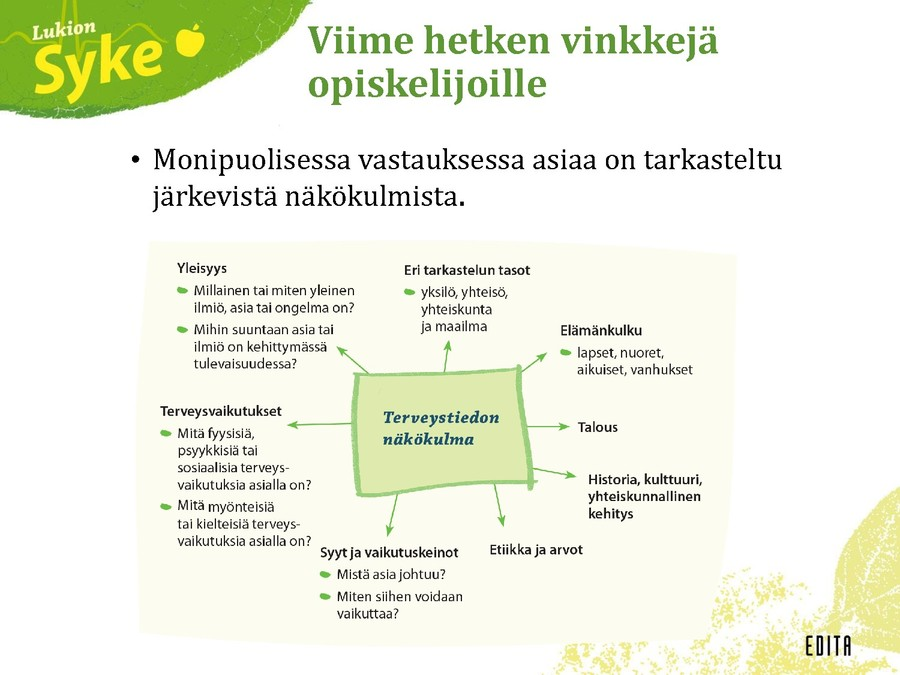 Lukion
Syke
Viime hetken vinkkejä
opiskelijoille
• Monipuolisessa vastauksessa asiaa on tarkasteltu
järkevistä näkökulmista.
Yleisyys
Millainen tai miten yleinen
ilmiö, asia tai ongelma on?
Mihin suuntaan asia tai
ilmiö on kehittymässä
tulevaisuudessa?
Eri tarkastelun tasot
yksilö, yhteisö,
yhteiskunta
ja maailma
Elämänkulku
lapset, nuoret,
aikuiset, vanhukset
Terveysvaikutukset
Mitä fyysisiä,
psyykkisiä tai
sosiaalisia terveys-
vaikutuksia asialla on?
Mitä myönteisiä
tai kielteisiä terveys-
vaikutuksia asialla on?
Terveystiedon
näkökulma
Talous
Historia, kulttuuri,
yhteiskunnallinen
kehitys
Syyt ja vaikutuskeinot
Mistä asia johtuu?
Miten siihen voidaan
vaikuttaa?
Etiikka ja arvot
EDITA